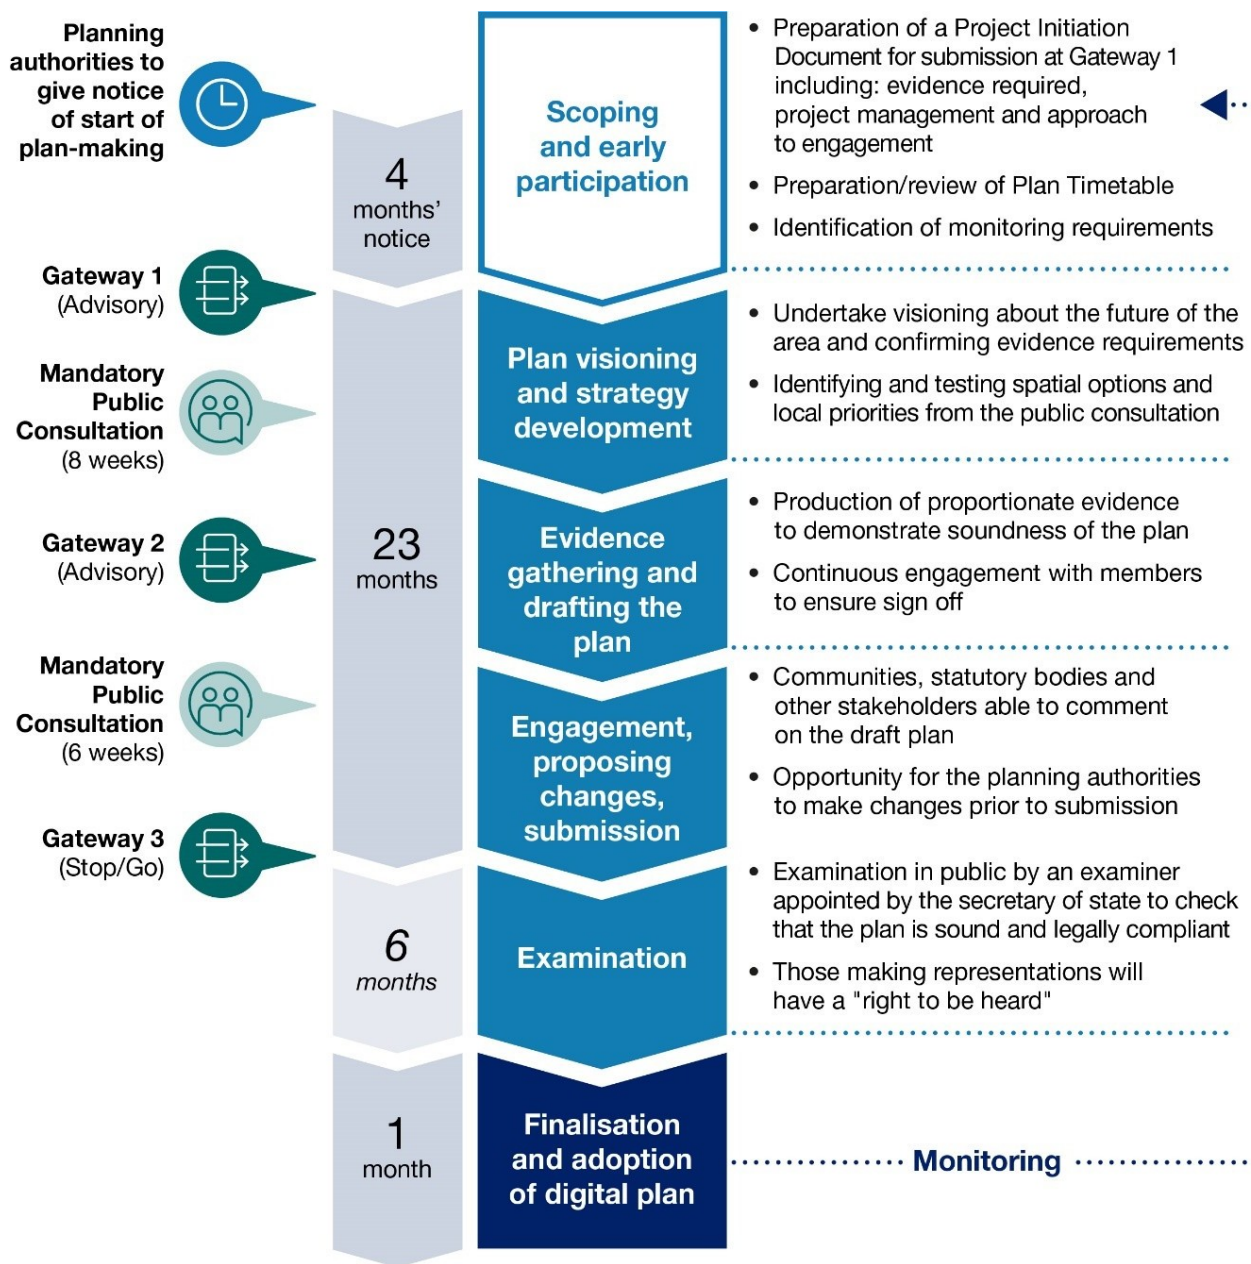 Planning
authorities to
give notice
of start of
plan-making
4
months’
notice
Scoping
and early
participation
• Preparation of a Project Initiation
Document for submission at Gateway 1
including: evidence required,
project management and approach
to engagement
• Preparation/review of Plan Timetable
• Identification of monitoring requirements
Gateway 1
(Advisory)
Mandatory
Public
Consultation
(8 weeks)
Plan visioning
and strategy
development
• Undertake visioning about the future of the
area and confirming evidence requirements
• Identifying and testing spatial options and
local priorities from the public consultation
Gateway 2
(Advisory)
23
months
Evidence
gathering and
drafting the
plan
• Production of proportionate evidence
to demonstrate soundness of the plan
• Continuous engagement with members
to ensure sign off
Mandatory
Public
Consultation
(6 weeks)
Engagement,
proposing
changes,
submission
• Communities, statutory bodies and
other stakeholders able to comment
on the draft plan
• Opportunity for the planning authorities
to make changes prior to submission
Gateway 3
(Stop/Go)
6
months
Examination
• Examination in public by an examiner
appointed by the secretary of state to check
that the plan is sound and legally compliant
• Those making representations will
have a "right to be heard"
1
month
Finalisation
and adoption
of digital plan
Monitoring